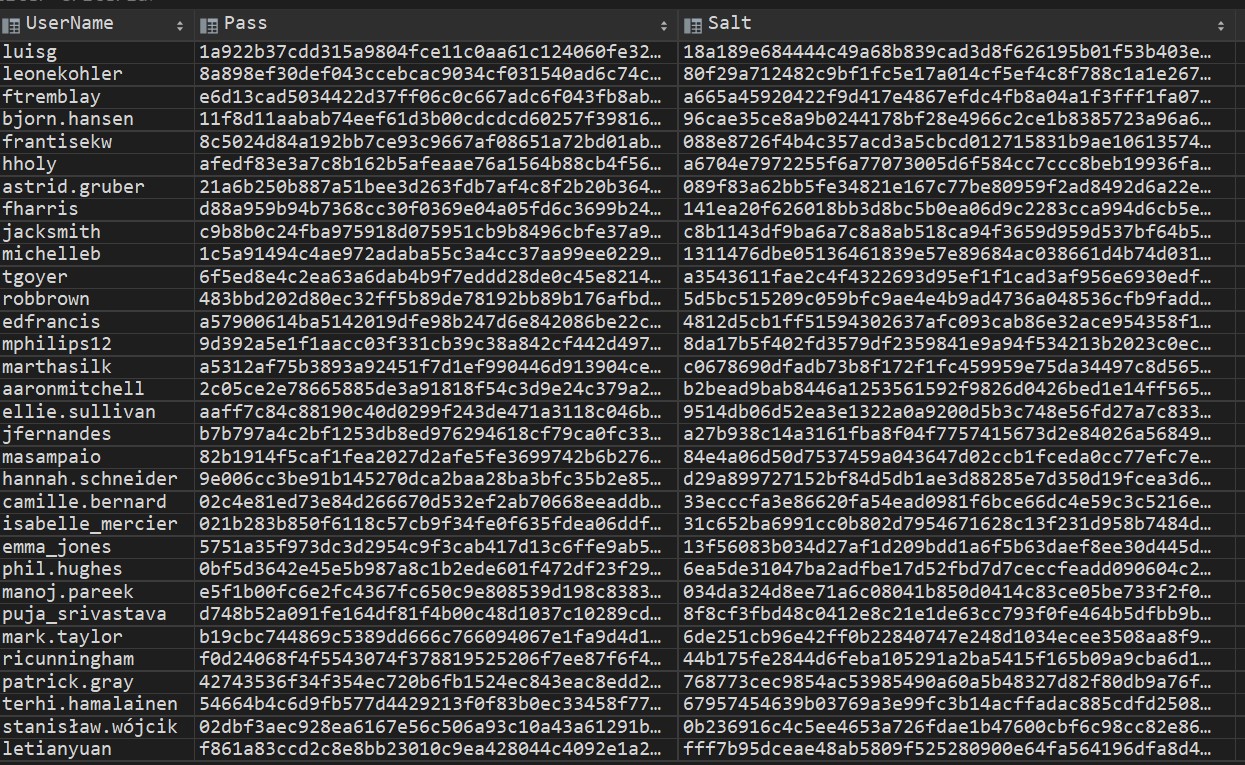 UserName Pass Salt
luisg 1a922b37cdd315a9804fce11c0aa61c124060fe32… 18a189e684444c49a68b839cad3d8f626195b01f53b403e…
leonekohler 8a898ef30def043ccebcac9034cf031540ad6c74c… 80f29a712482c9bf1fc5e17a014cf5ef4c8f788c1a1e267…
ftremblay e6d13cad5034422d37ff06c0c667adc6f043fb8ab… a665a45920422f9d417e4867efdc4fb8a04a1f3fff1fa07…
bjorn.hansen 11f8d11aabab74eef61d3b00cdcdcd60257f39816… 96cae35ce8a9b0244178bf28e4966c2ce1b8385723a96a6…
frantisekw 8c5024d84a192bb7ce93c9667af08651a72bd01ab… 088e8726f4b4c357acd3a5cbcd012715831b9ae10613574…
hholy afedf83e3a7c8b162b5afeaae76a1564b88cb4f56… a6704e7972255f6a77073005d6f584cc7ccc8beb19936fa…
astrid.gruber 21a6b250b887a51bee3d263fdb7af4c8f2b20b364… 089f83a62bb5fe34821e167c77be80959f2ad8492d6a22e…
fharris d88a959b94b7368cc30f0369e04a05fd6c3699b24… 141ea20f626018bb3d8bc5b0ea06d9c2283cca994d6cb5e…
jacksmith c9b8b0c24fba975918d075951cb9b8496cbfe37a9… c8b1143df9ba6a7c8a8ab518ca94f3659d959d537bf64b5…
michelleb 1c5a91494c4ae972adaba55c3a4cc37aa99ee0229… 1311476dbe05136461839e57e89684ac038661d4b74d031…
tgoyer 6f5ed8e4c2ea63a6dab4b9f7eddd28de0c45e8214… a3543611fae2c4f4322693d95ef1f1cad3af956e6930edf…
robbrown 483bbd202d80ec32ff5b89de78192bb89b176afbd… 5d5bc515209c059bfc9ae4e4b9ad4736a048536cfb9fadd…
edfrancis a57900614ba5142019dfe98b247d6e842086be22c… 4812d5cb1ff51594302637afc093cab86e32ace954358f1…
mphilips12 9d392a5e1f1aacc03f331cb39c38a842cf442d497… 8da17b5f402fd3579df2359841e9a94f534213b2023c0ec…
marthasilk a5312af75b3893a92451f7d1ef990446d913904ce… c0678690dfadb73b8f172f1fc459959e75da34497c8d565…
aaronmitchell 2c05ce2e78665885de3a91818f54c3d9e24c379a2… b2bead9bab8446a1253561592f9826d0426bed1e14ff565…
ellie.sullivan aaff7c84c88190c40d0299f243de471a3118c046b… 9514db06d52ea3e1322a0a9200d5b3c748e56fd27a7c833…
jfernandes b7b797a4c2bf1253db8ed976294618cf79ca0fc33… a27b938c14a3161fba8f04f7757415673d2e84026a56849…
masampaio 82b1914f5caf1fea2027d2afe5fe3699742b6b276… 84e4a06d50d7537459a043647d02ccb1fceda0cc77efc7e…
hannah.schneider 9e006cc3be91b145270dca2baa28ba3bfc35b2e85… d29a899727152bf84d5db1ae3d88285e7d350d19fcea3d6…
camille.bernard 02c4e81ed73e84d266670d532ef2ab70668eeaddb… 33ecccfa3e86620fa54ead0981f6bce66dc4e59c3c5216e…
isabelle_mercier 021b283b850f6118c57cb9f34fe0f635fdea06ddf… 31c652ba6991cc0b802d7954671628c13f231d958b7484d…
emma_jones 5751a35f973dc3d2954c9f3cab417d13c6ffe9ab5… 13f56083b034d27af1d209bdd1a6f5b63daef8ee30d445d…
phil.hughes 0bf5d3642e45e5b987a8c1b2ede601f472df23f29… 6ea5de31047ba2adfbe17d52fbd7d7ceccfeadd090604c2…
manoj.pareek e5f1b00fc6e2fc4367fc650c9e808539d198c8383… 034da324d8ee71a6c08041b850d0414c83ce05be733f2f0…
puja_srivastava d748b52a091fe164df81f4b00c48d1037c10289cd… 8f8cf3fbd48c0412e8c21e1de63cc793f0fe464b5dfbb9b…
mark.taylor b19cbc744869c5389dd666c766094067e1fa9d4d1… 6de251cb96e42ff0b22840747e248d1034ecee3508aa8f9…
ricunningham f0d24068f4f5543074f378819525206f7ee87f6f4… 44b175fe2844d6feba105291a2ba5415f165b09a9cba6d1…
patrick.gray 42743536f34f354ec720b6fb1524ec843eac8edd2… 768773cec9854ac53985490a60a5b48327d82f80db9a76f…
terhi.hamalainen 54664b4c6d9fb577d4429213f0f83b0ec33458f77… 67957454639b03769a3e99fc3b14acffadac885cdfd2508…
stanisław.wójcik 02dbf3aec928ea6167e56c506a93c10a43a61291b… 0b236916c4c5ee4653a726fdae1b47600cbf6c98cc82e86…
letianyuan f861a83ccd2c8e8bb23010c9ea428044c4092e1a2… fff7b95dceae48ab5809f525280900e64fa564196dfa8d4…